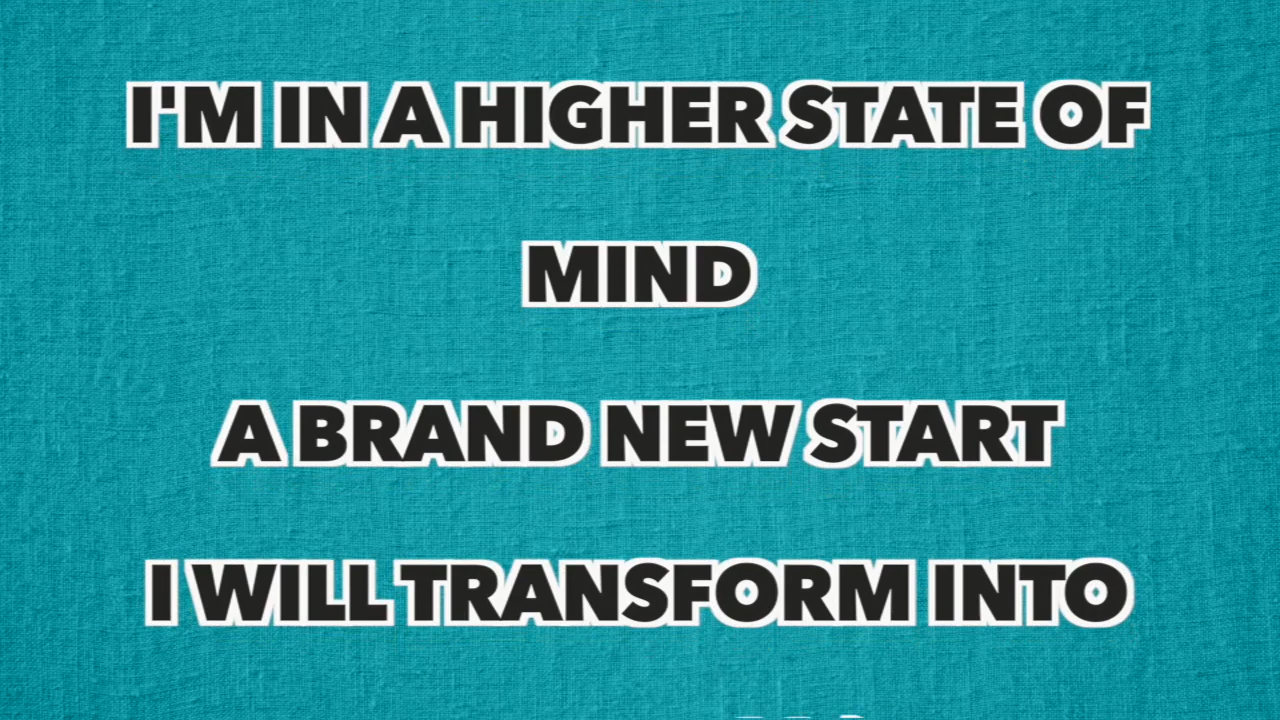 I'M IN A HIGHER STATE OF
MIND
A BRAND NEW START
I WILL TRANSFORM INTO